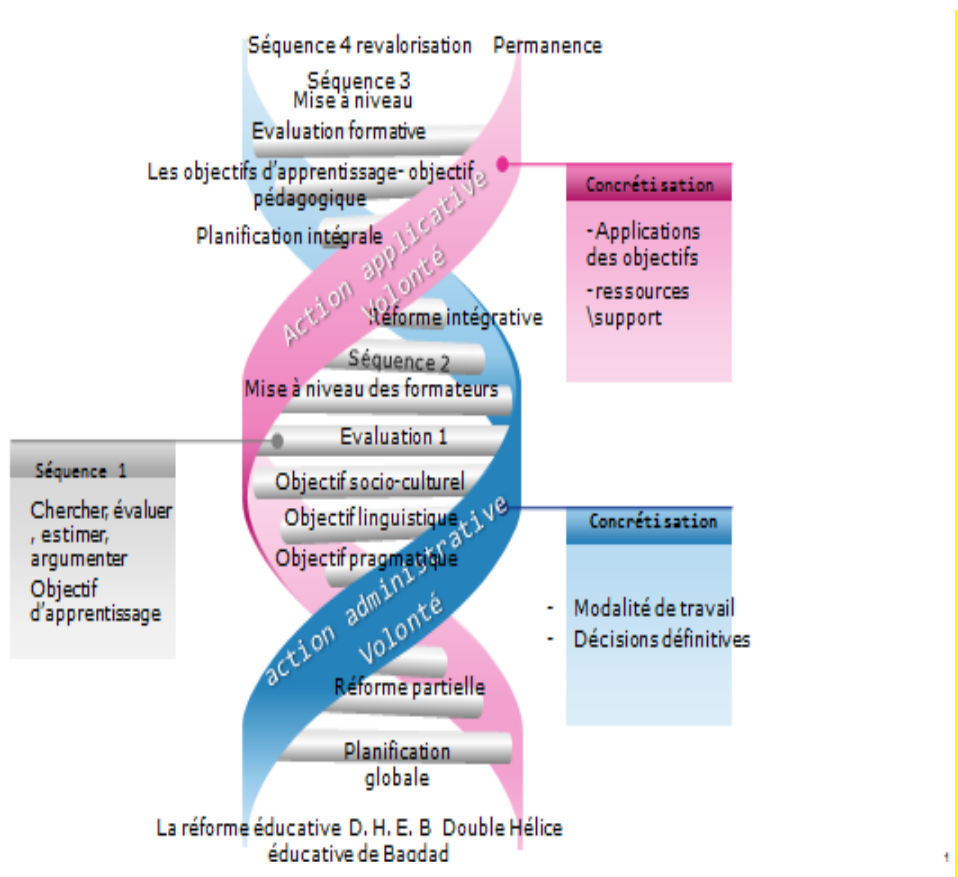 Séquence 4 revalorisation Permanence
Séquence 3
Mise à niveau
Evaluation formative
Les objectifs d'apprentissage- objectif
pédagogique
Planification intégrale
Action applicative
Volonté
Concrétisation
-Applications
des objectifs
-ressources
\support
Réforme intégrative
Séquence 2
Mise à niveau des formateurs
Evaluation 1
Séquence 1
Chercher, évaluer
, estimer,
argumenter
Objectif
d'apprentissage
Objectif socio-culturel
Objectif linguistique
Objectif pragmatique
action administrative
Volonté
Concrétisation
- Modalité de travail
- Décisions définitives
Réforme partielle
Planification
globale
La réforme éducative D. H. E. B Double Hélice
éducative de Bagdad